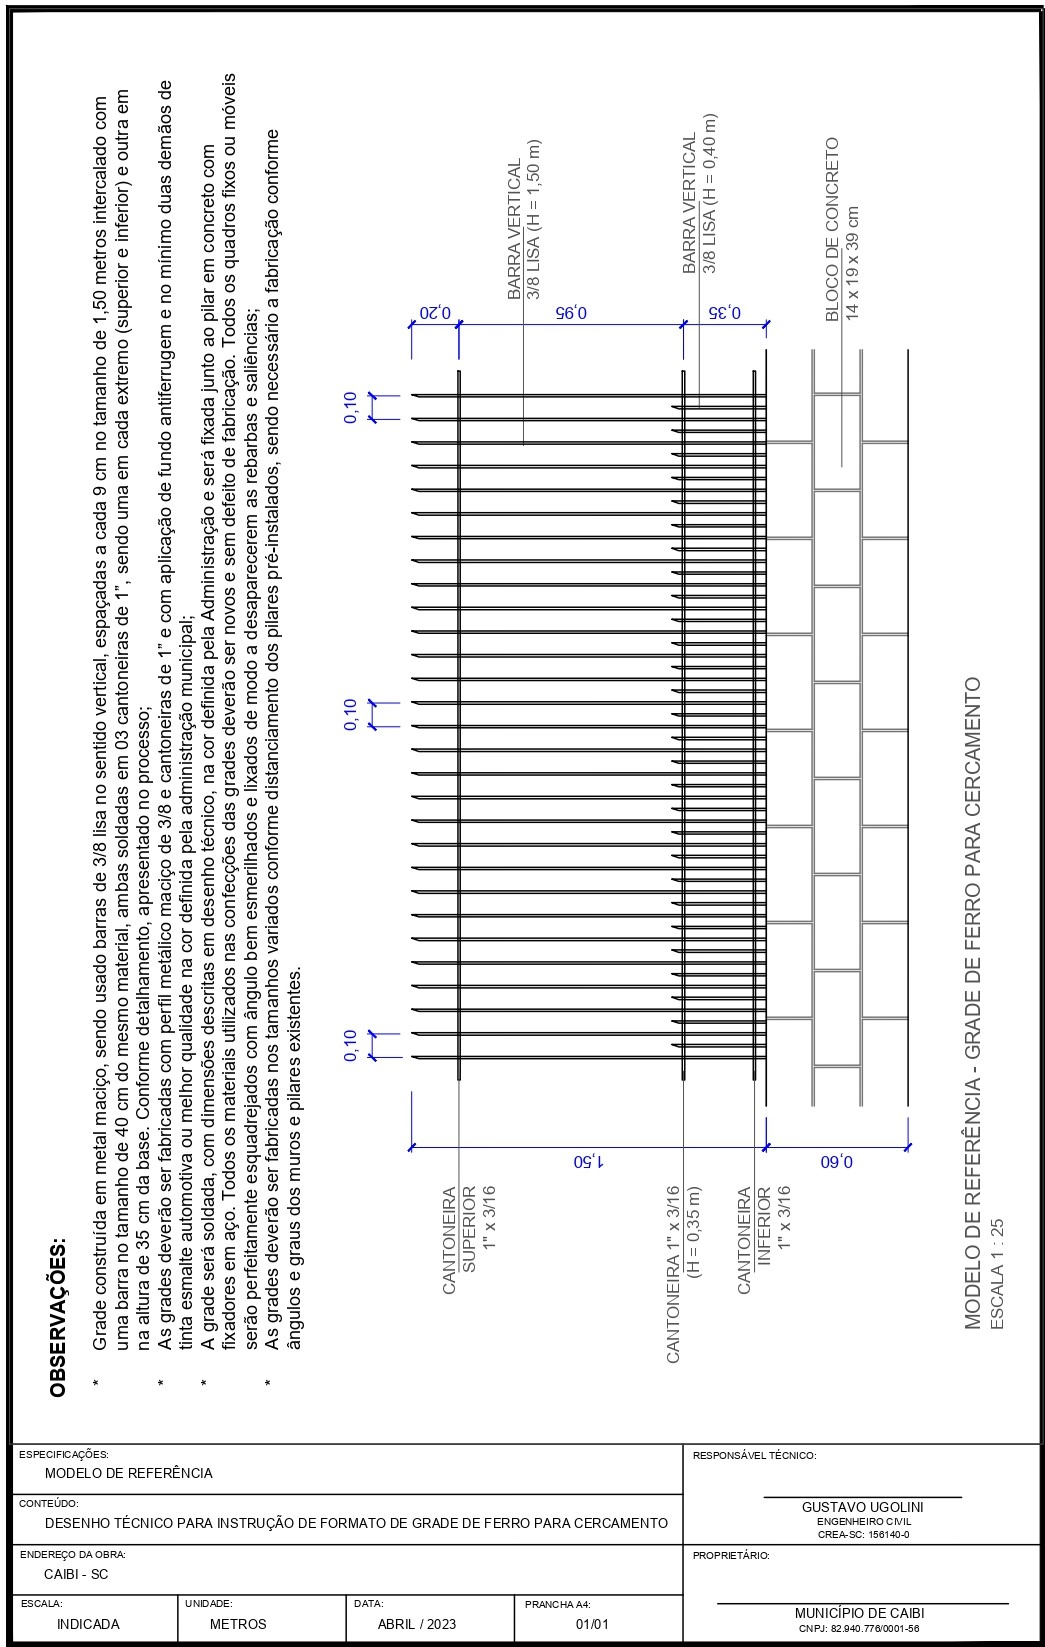 OBSERVAÇÕES:
* Grade construída em metal maciço, sendo usado barras de 3/8 lisa no sentido vertical, espaçadas a cada 9 cm no tamanho de 1,50 metros intercalado com
uma barra no tamanho de 40 cm do mesmo material, ambas soldadas em 03 cantoneiras de 1”, sendo uma em cada extremo (superior e inferior) e outra em
na altura de 35 cm da base. Conforme detalhamento, apresentado no processo;
* As grades deverão ser fabricadas com perfil metálico maciço de 3/8 e cantoneiras de 1” e com aplicação de fundo antiferrugem e no mínimo duas demãos de
tinta esmalte automotiva ou melhor qualidade na cor definida pela administração municipal;
* A grade será soldada, com dimensões descritas em desenho técnico, na cor definida pela Administração e será fixada junto ao pilar em concreto com
fixadores em aço. Todos os materiais utilizados nas confecções das grades deverão ser novos e sem defeito de fabricação. Todos os quadros fixos ou móveis
serão perfeitamente esquadrejados com ângulo bem esmerilhados e lixados de modo a desaparecerem as rebarbas e saliências;
* As grades deverão ser fabricadas nos tamanhos variados conforme distanciamento dos pilares pré-instalados, sendo necessário a fabricação conforme
ângulos e graus dos muros e pilares existentes.
0,10
0,10
0,10
CANTONEIRA
SUPERIOR
1" x 3/16
1,50
0,20
BARRA VERTICAL
3/8 LISA (H = 1,50 m)
0,95
CANTONEIRA 1" x 3/16
(H = 0,35 m)
BARRA VERTICAL
3/8 LISA (H = 0,40 m)
0,35
CANTONEIRA
INFERIOR
1" x 3/16
0,60
BLOCO DE CONCRETO
14 x 19 x 39 cm
MODELO DE REFERÊNCIA - GRADE DE FERRO PARA CERCAMENTO
ESCALA 1 : 25
ESPECIFICAÇÕES:
MODELO DE REFERÊNCIA
CONTEÚDO:
DESENHO TÉCNICO PARA INSTRUÇÃO DE FORMATO DE GRADE DE FERRO PARA CERCAMENTO
ENDEREÇO DA OBRA:
CAIBI - SC
ESCALA:
INDICADA
UNIDADE:
METROS
DATA:
ABRIL / 2023
PRANCHA A4:
01/01
RESPONSÁVEL TÉCNICO:
GUSTAVO UGOLINI
ENGENHEIRO CIVIL
CREA-SC: 156140-0
PROPRIETÁRIO:
MUNICÍPIO DE CAIBI
CNPJ: 82.940.776/0001-56